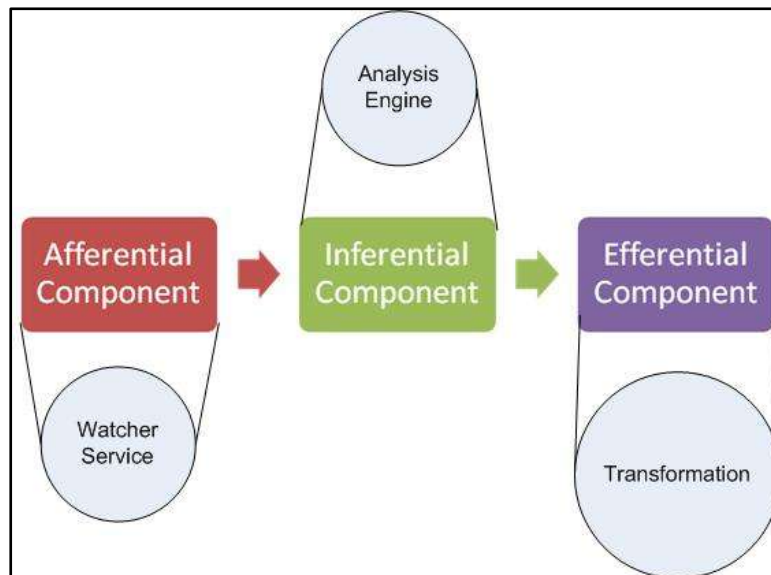 Analysis
Engine
Afferential
Component
Inferential
Component
Efferential
Component
Watcher
Service
Transformation